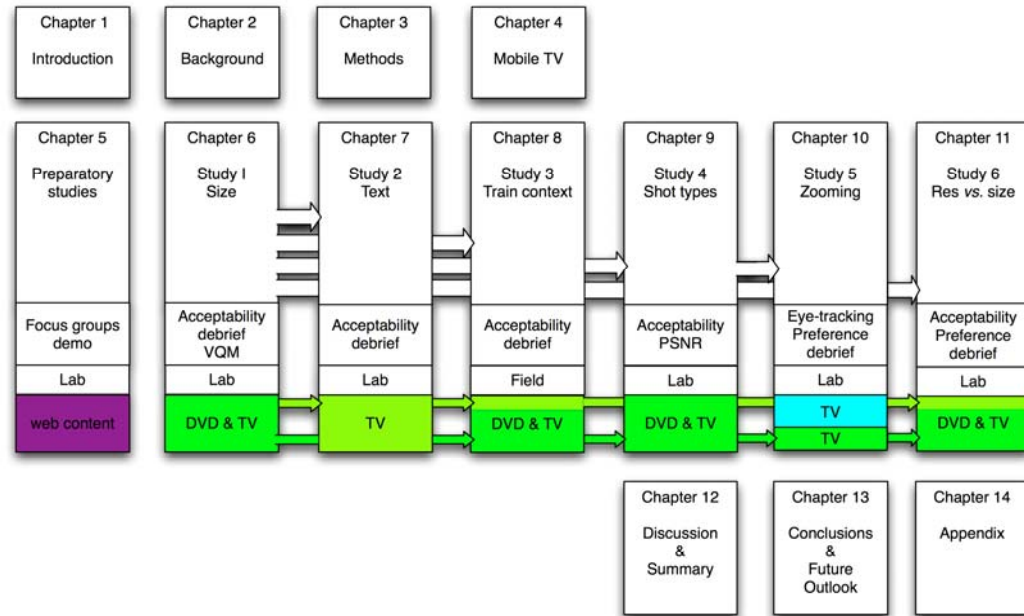 Chapter 1
Introduction
Chapter 2
Background
Chapter 3
Methods
Chapter 4
Mobile TV
Chapter 5
Preparatory
studies
Focus groups
demo
Lab
web content
Chapter 6
Study I
Size
Acceptability
debrief
VQM
Lab
DVD & TV
Chapter 7
Study 2
Text
Acceptability
debrief
Lab
TV
Chapter 8
Study 3
Train context
Acceptability
debrief
Field
DVD & TV
Chapter 9
Study 4
Shot types
Acceptability
PSNR
Lab
DVD & TV
Chapter 10
Study 5
Zooming
Eye-tracking
Preference
debrief
Lab
TV
TV
Chapter 11
Study 6
Res vs. size
Acceptability
Preference
debrief
Lab
DVD & TV
Chapter 12
Discussion
&
Summary
Chapter 13
Conclusions
&
Future
Outlook
Chapter 14
Appendix